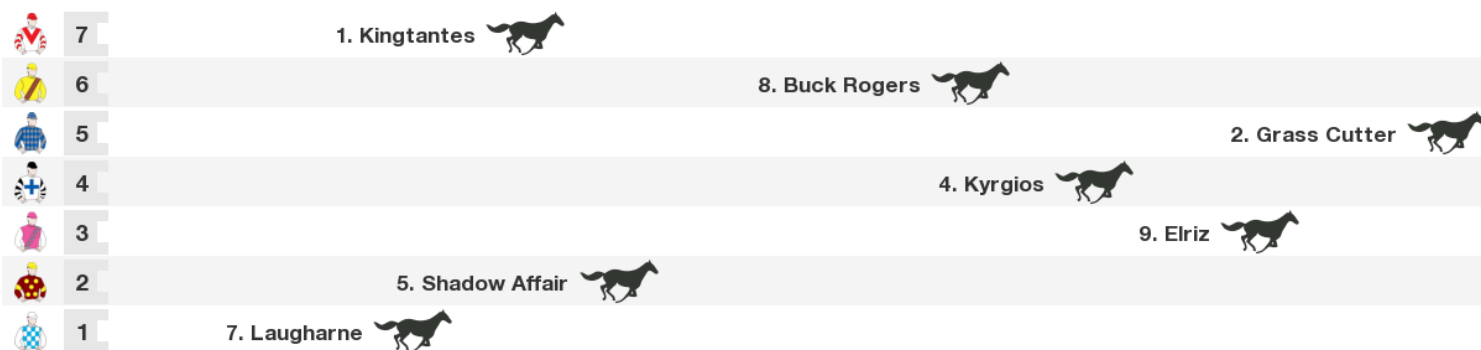 7 1. Kingtantes
6 8. Buck Rogers
5 2. Grass Cutter
4 4. Kyrgios
3 9. Elriz
2 5. Shadow Affair
1 7. Laugharne